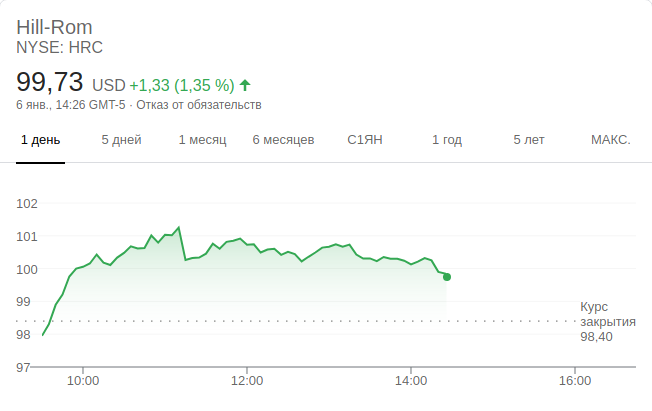 Hill-Rom
NYSE: HRC
99,73 USD +1,33 (1,35 %)
6 янв., 14:26 GMT-5 · Отказ от обязательств
1 день 5 дней 1 месяц 6 месяцев С1ЯН 1 год 5 лет МАКС.
102
101
100
99
98
97
Курс
закрытия
98,40
10:00 12:00 14:00 16:00